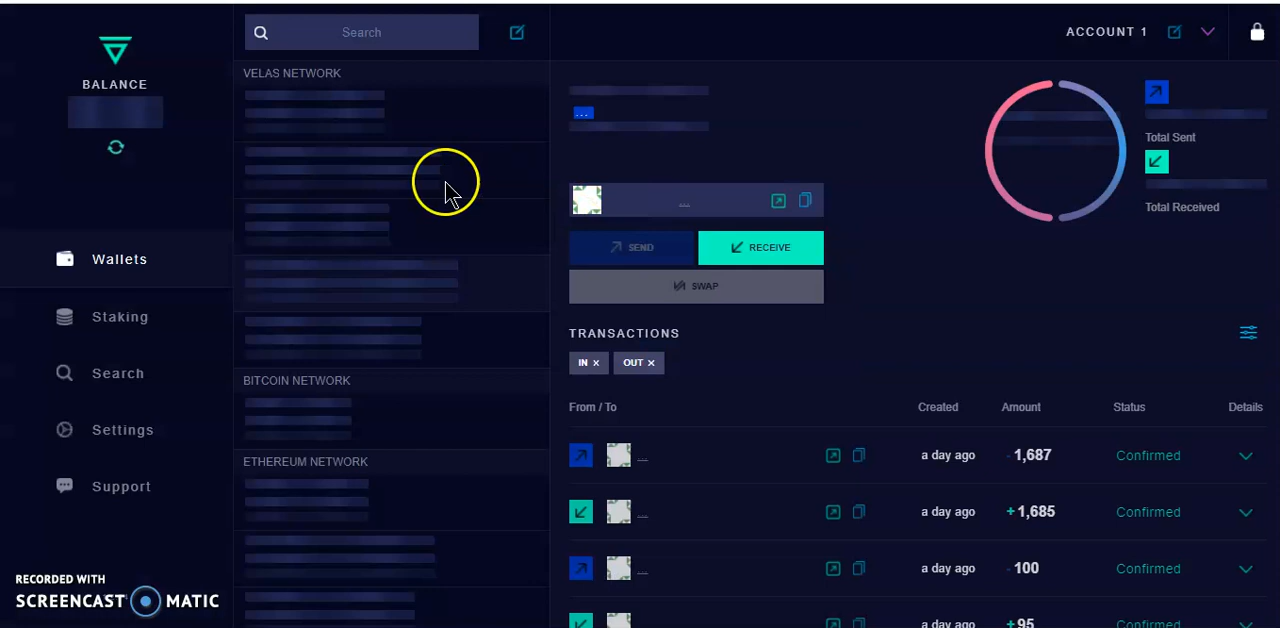 BALANCE
Wallets
Staking
Search
Settings
Support
RECORDED WITH
SCREENCAST MATIC
Search
VELAS NETWORK
BITCOIN NETWORK
ETHEREUM NETWORK
ACCOUNT 1
...
Total Sent
Total Received
...
SEND
RECEIVE
SWAP
TRANSACTIONS
IN x
OUT x
From / To Created Amount Status Details
... a day ago - 1,687 Confirmed
... a day ago + 1,685 Confirmed
... a day ago - 100 Confirmed
... a day ago + 95 Confirmed